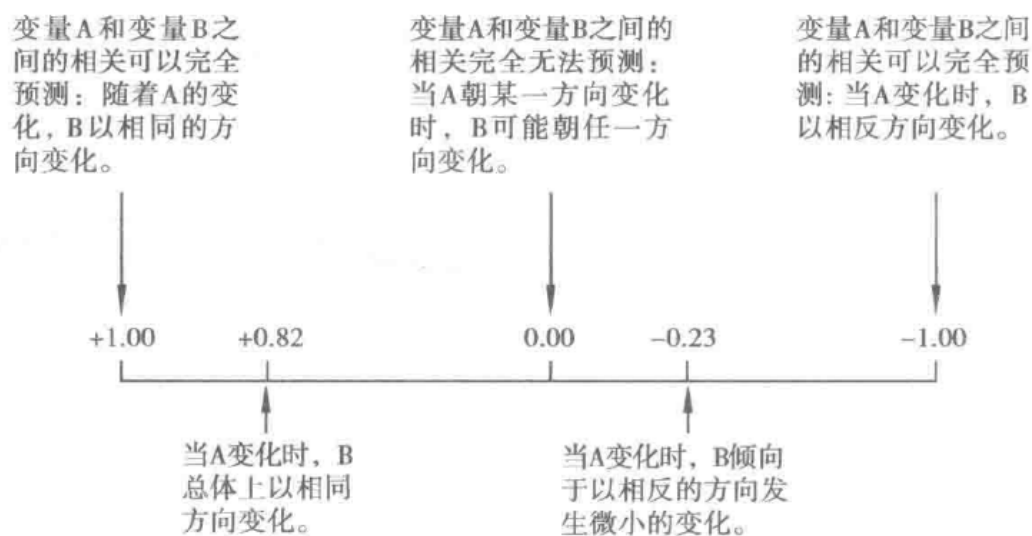 变量A和变量B之
间的相关可以完全
预测：随着A的变
化，B以相同的方
向变化。
变量A和变量B之间的
相关完全无法预测：
当A朝某一方向变化
时，B可能朝任一方
向变化。
变量A和变量B之间
的相关可以完全预
测：当A变化时，B
以相反方向变化。
+1.00 +0.82 0.00 −0.23 −1.00
当A变化时，B
总体上以相同
方向变化。
当A变化时，B倾向
于以相反的方向发
生微小的变化。